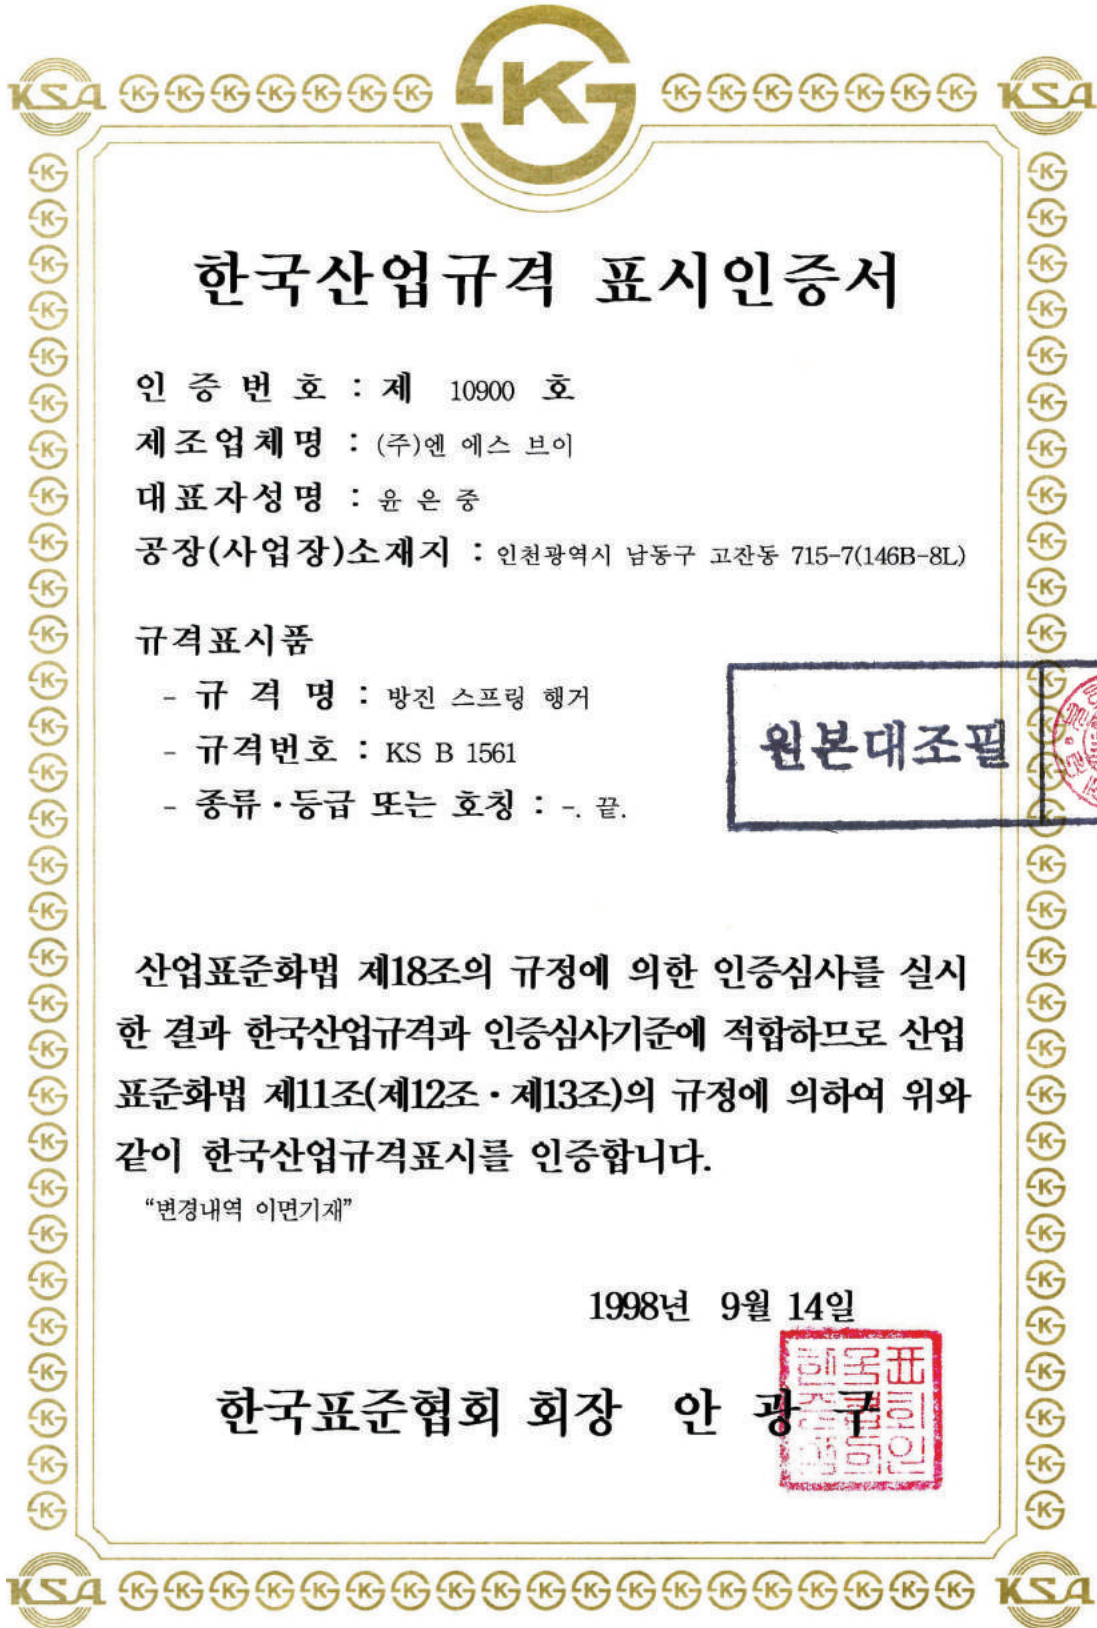 KSA
KSA
한국산업규격 표시인증서
인 증 번 호 : 제 10900 호
제조업체명 : (주)엔 에스 브이
대표자성명 : 윤 은 중
공장(사업장)소재지 : 인천광역시 남동구 고잔동 715-7(146B-8L)
규격표시품
- 규 격 명 : 방진 스프링 행거
- 규격번호 : KS B 1561
- 종류·등급 또는 호칭 : -. 끝.
원본대조필
산업표준화법 제18조의 규정에 의한 인증심사를 실시
한 결과 한국산업규격과 인증심사기준에 적합하므로 산업
표준화법 제11조(제12조·제13조)의 규정에 의하여 위와
같이 한국산업규격표시를 인증합니다.
“변경내역 이면기재”
1998년 9월 14일
한국표준협회 회장 안 광 구
KSA
KSA